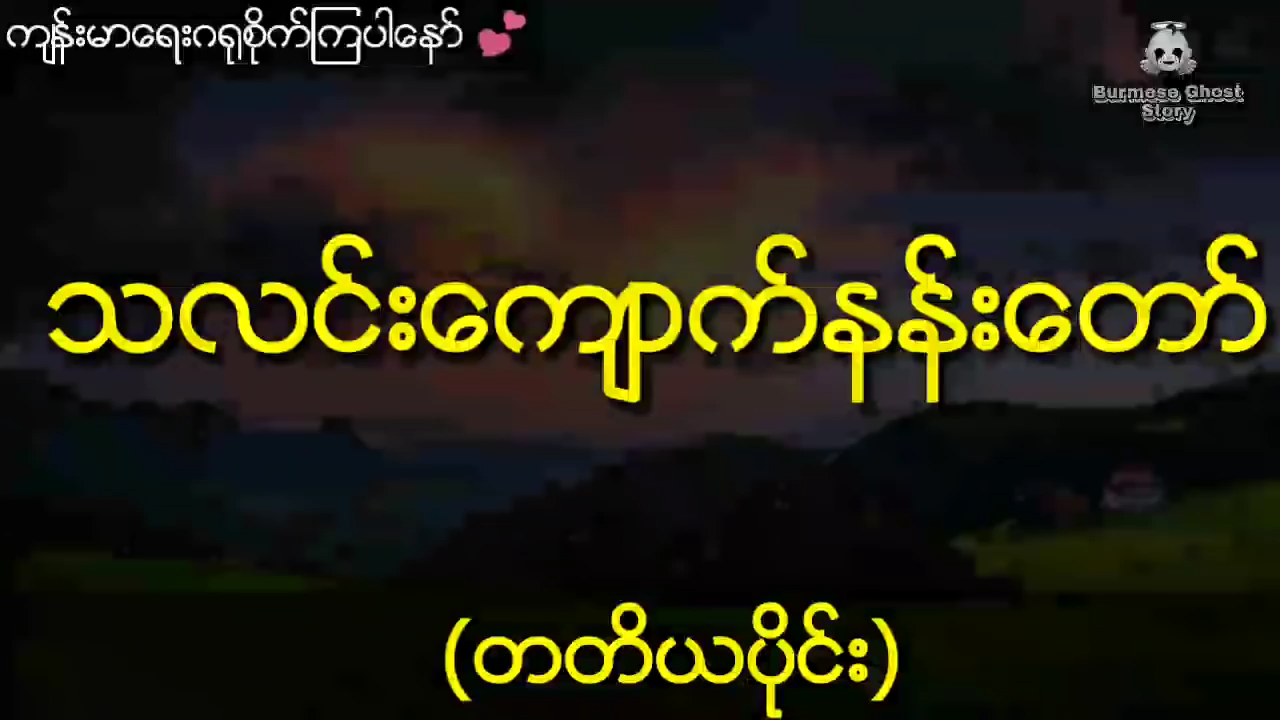 ကျန်းမာရေးဂရုစိုက်ကြပါနော် 💕
Burmese Ghost
Story
သလင်းကျောက်နန်းတော်
(တတိယပိုင်း)